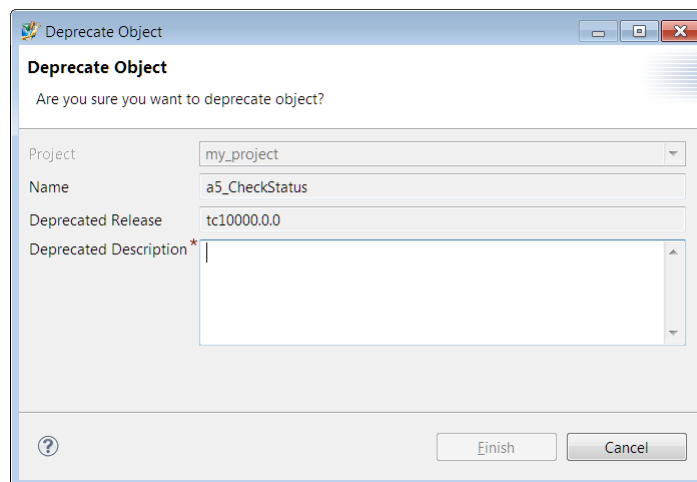 Deprecate Object
Deprecate Object
Are you sure you want to deprecate object?
Project my_project
Name a5_CheckStatus
Deprecated Release tc10000.0.0
Deprecated Description *
? Finish Cancel